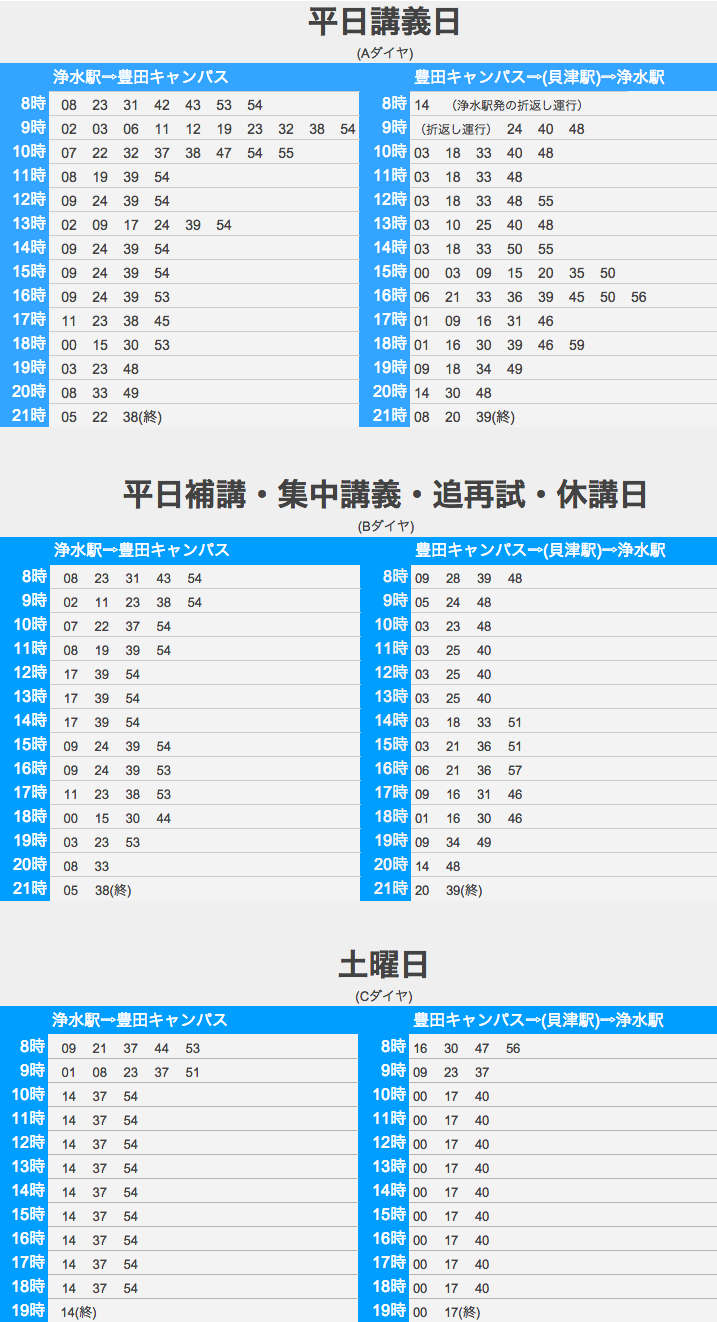 平日講義日
(Aダイヤ)
浄水駅⇒豊田キャンパス 豊田キャンパス⇒(貝津駅)⇒浄水駅
8時 08 23 31 42 43 53 54 8時 14 （浄水駅発の折返し運行）
9時 02 03 06 11 12 19 23 32 38 54 9時 （折返し運行） 24 40 48
10時 07 22 32 37 38 47 54 55 10時 03 18 33 40 48
11時 08 19 39 54 11時 03 18 33 48
12時 09 24 39 54 12時 03 18 33 48 55
13時 02 09 17 24 39 54 13時 03 10 25 40 48
14時 09 24 39 54 14時 03 18 33 50 55
15時 09 24 39 54 15時 00 03 09 15 20 35 50
16時 09 24 39 53 16時 06 21 33 36 39 45 50 56
17時 11 23 38 45 17時 01 09 16 31 46
18時 00 15 30 53 18時 01 16 30 39 46 59
19時 03 23 48 19時 09 18 34 49
20時 08 33 49 20時 14 30 48
21時 05 22 38(終) 21時 08 20 39(終)
平日補講・集中講義・追再試・休講日
(Bダイヤ)
浄水駅⇒豊田キャンパス 豊田キャンパス⇒(貝津駅)⇒浄水駅
8時 08 23 31 43 54 8時 09 28 39 48
9時 02 11 23 38 54 9時 05 24 48
10時 07 22 37 54 10時 03 23 48
11時 08 19 39 54 11時 03 25 40
12時 17 39 54 12時 03 25 40
13時 17 39 54 13時 03 25 40
14時 17 39 54 14時 03 18 33 51
15時 09 24 39 54 15時 03 21 36 51
16時 09 24 39 53 16時 06 21 36 57
17時 11 23 38 53 17時 09 16 31 46
18時 00 15 30 44 18時 01 16 30 46
19時 03 23 53 19時 09 34 49
20時 08 33 20時 14 48
21時 05 38(終) 21時 20 39(終)
土曜日
(Cダイヤ)
浄水駅⇒豊田キャンパス 豊田キャンパス⇒(貝津駅)⇒浄水駅
8時 09 21 37 44 53 8時 16 30 47 56
9時 01 08 23 37 51 9時 09 23 37
10時 14 37 54 10時 00 17 40
11時 14 37 54 11時 00 17 40
12時 14 37 54 12時 00 17 40
13時 14 37 54 13時 00 17 40
14時 14 37 54 14時 00 17 40
15時 14 37 54 15時 00 17 40
16時 14 37 54 16時 00 17 40
17時 14 37 54 17時 00 17 40
18時 14 37 54 18時 00 17 40
19時 14(終) 19時 00 17(終)